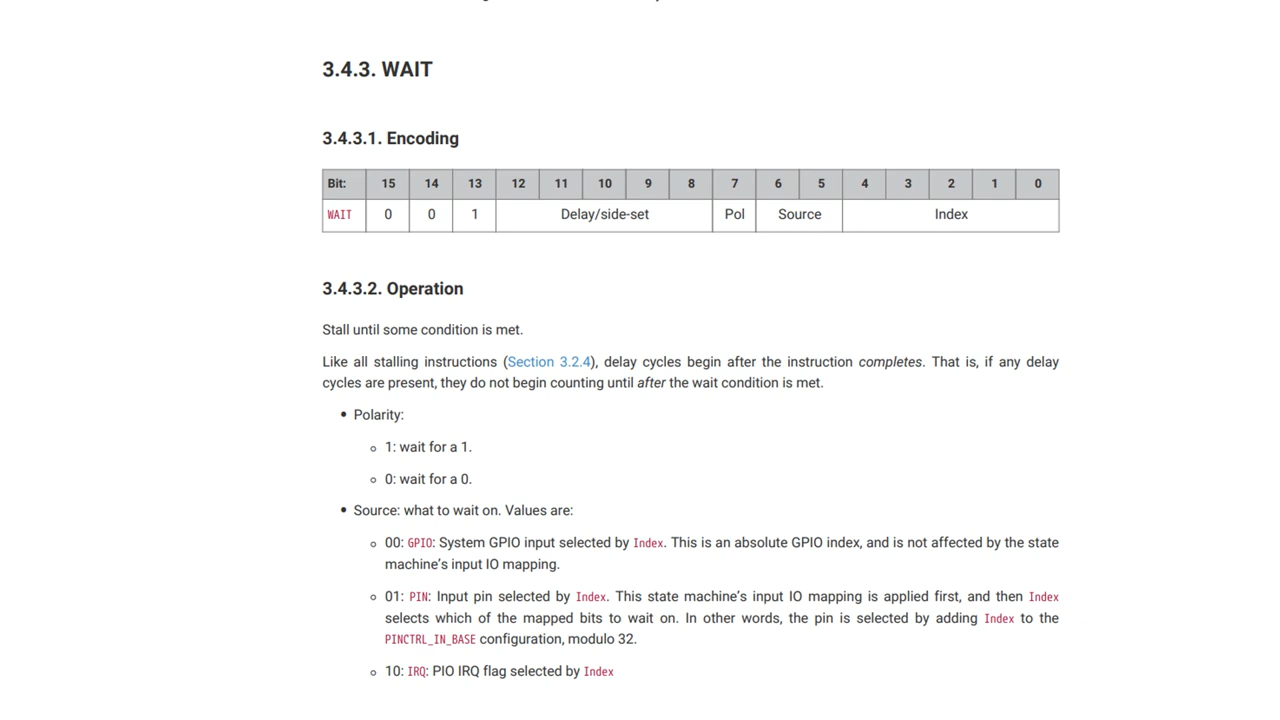 3.4.3. WAIT
3.4.3.1. Encoding
Bit: 15 14 13 12 11 10 9 8 7 6 5 4 3 2 1 0
WAIT 0 0 1 Delay/side-set Pol Source Index
3.4.3.2. Operation
Stall until some condition is met.
Like all stalling instructions (Section 3.2.4), delay cycles begin after the instruction completes. That is, if any delay
cycles are present, they do not begin counting until after the wait condition is met.
• Polarity:
◦ 1: wait for a 1.
◦ 0: wait for a 0.
• Source: what to wait on. Values are:
◦ 00: GPIO: System GPIO input selected by Index. This is an absolute GPIO index, and is not affected by the state
machine's input IO mapping.
◦ 01: PIN: Input pin selected by Index. This state machine's input IO mapping is applied first, and then Index
selects which of the mapped bits to wait on. In other words, the pin is selected by adding Index to the
PINCTRL_IN_BASE configuration, modulo 32.
◦ 10: IRQ: PIO IRQ flag selected by Index